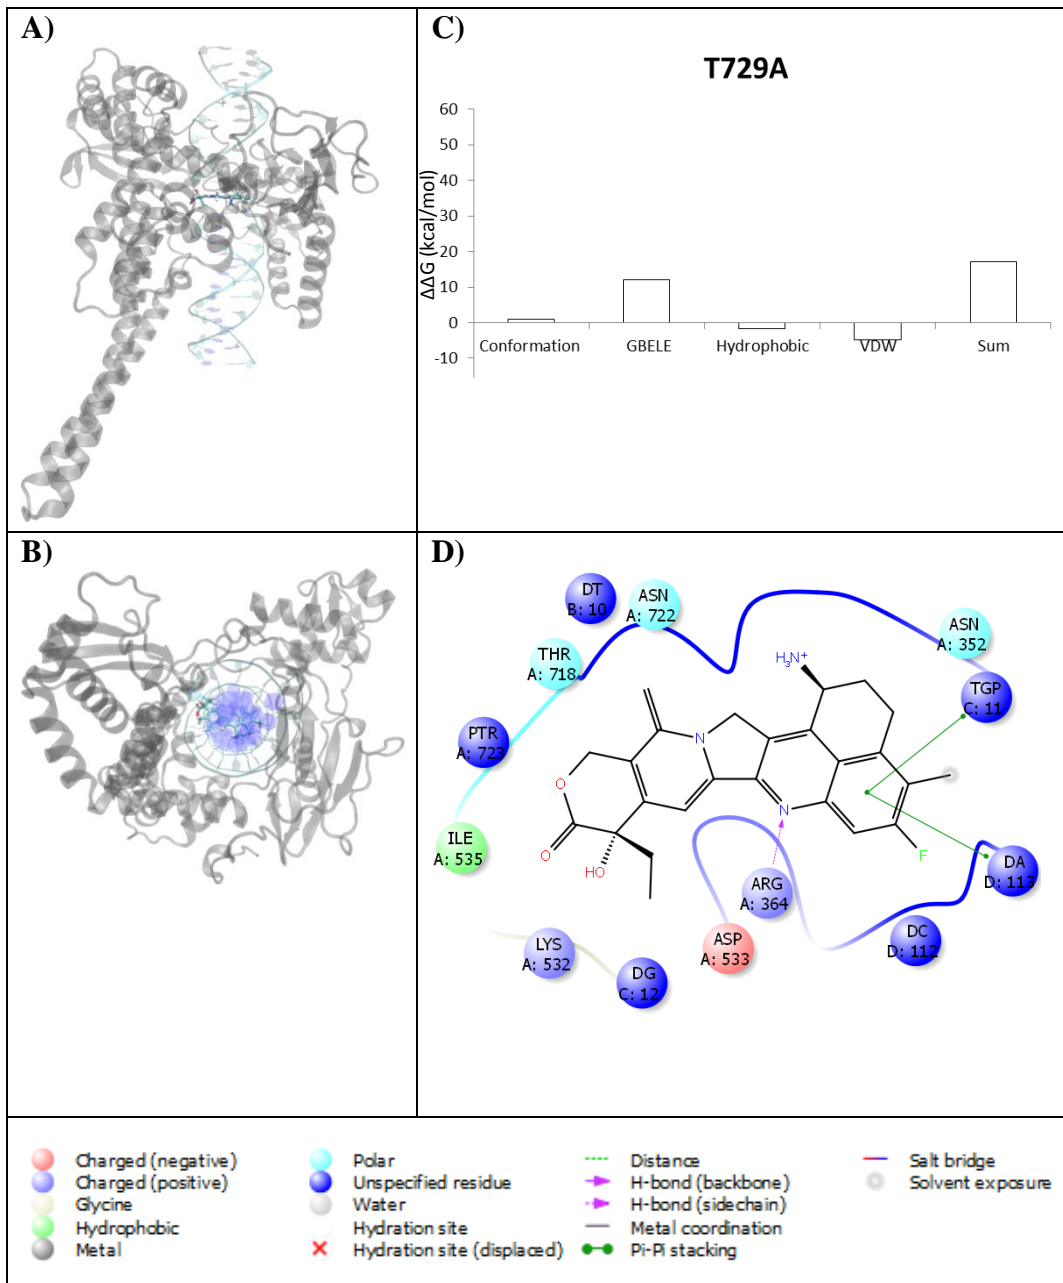 A)
C)
T729A
ΔΔG (kcal/mol)
60
50
40
30
20
10
0
-10
Conformation GBELE Hydrophobic VDW Sum
B)
D)
DT
B: 10
ASN
A: 722
ASN
A: 352
THR
A: 718
H₃N⁺
TGP
C: 11
PTR
A: 723
N
O
N
ILE
A: 535
O
HO
F
DA
D: 113
ARG
A: 364
DC
D: 112
LYS
A: 532
ASP
A: 533
DG
C: 12
Charged (negative) Polar Distance Salt bridge
Charged (positive) Unspecified residue H-bond (backbone) Solvent exposure
Glycine Water H-bond (sidechain)
Hydrophobic Hydration site Metal coordination
Metal Hydration site (displaced) Pi-Pi stacking